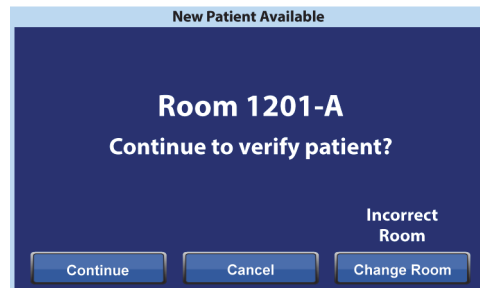 New Patient Available
Room 1201-A
Continue to verify patient?
Incorrect
Room
Continue
Cancel
Change Room